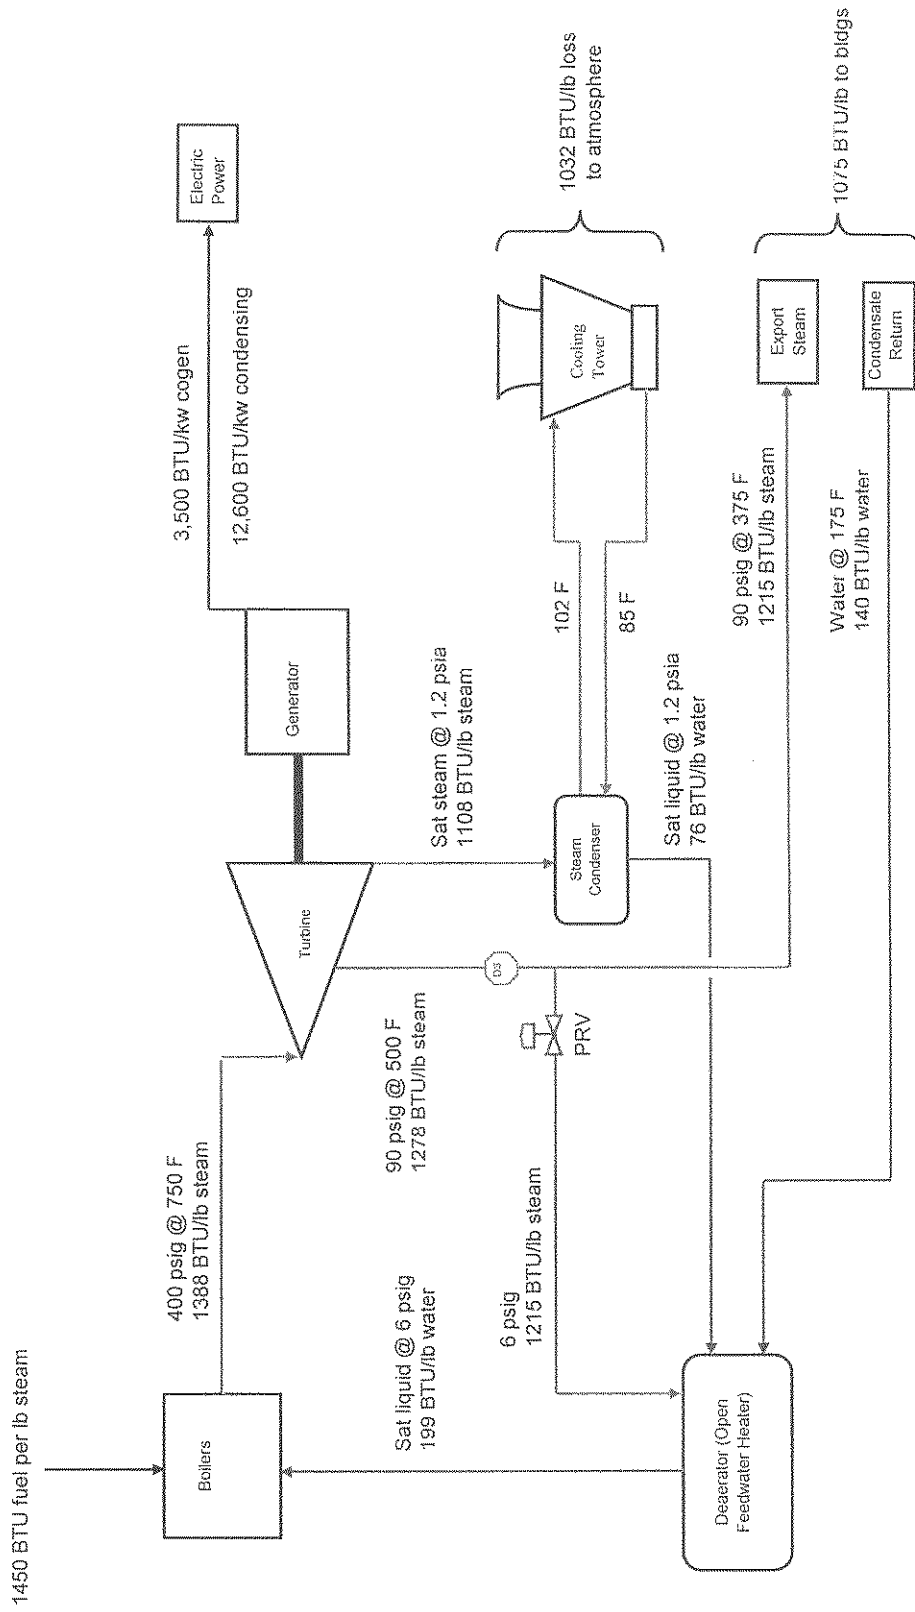 1450 BTU fuel per lb steam
Boilers
400 psig @ 750 F
1388 BTU/lb steam
Turbine
Generator
3,500 BTU/kw cogen
12,600 BTU/kw condensing
Electric
Power
Sat liquid @ 6 psig
199 BTU/lb water
90 psig @ 500 F
1278 BTU/lb steam
Sat steam @ 1.2 psia
1108 BTU/lb steam
DS
PRV
6 psig
1215 BTU/lb steam
Steam
Condenser
102 F
85 F
Cooling
Tower
1032 BTU/lb loss
to atmosphere
Sat liquid @ 1.2 psia
76 BTU/lb water
90 psig @ 375 F
1215 BTU/lb steam
Export
Steam
Water @ 175 F
140 BTU/lb water
Condensate
Return
1075 BTU/lb to bldgs
Deaerator (Open
Feedwater Heater)